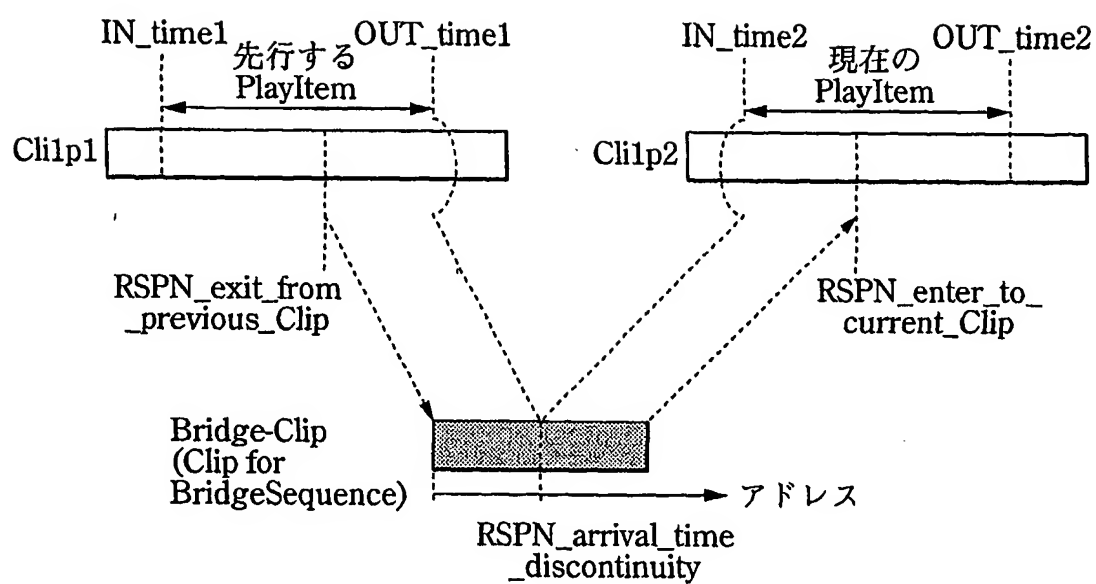 IN_time1
先行する
PlayItem
OUT_time1
IN_time2
現在の
PlayItem
OUT_time2
Cli1p1
Cli1p2
RSPN_exit_from
_previous_Clip
RSPN_enter_to_
current_Clip
Bridge-Clip
(Clip for
BridgeSequence)
アドレス
RSPN_arrival_time
_discontinuity